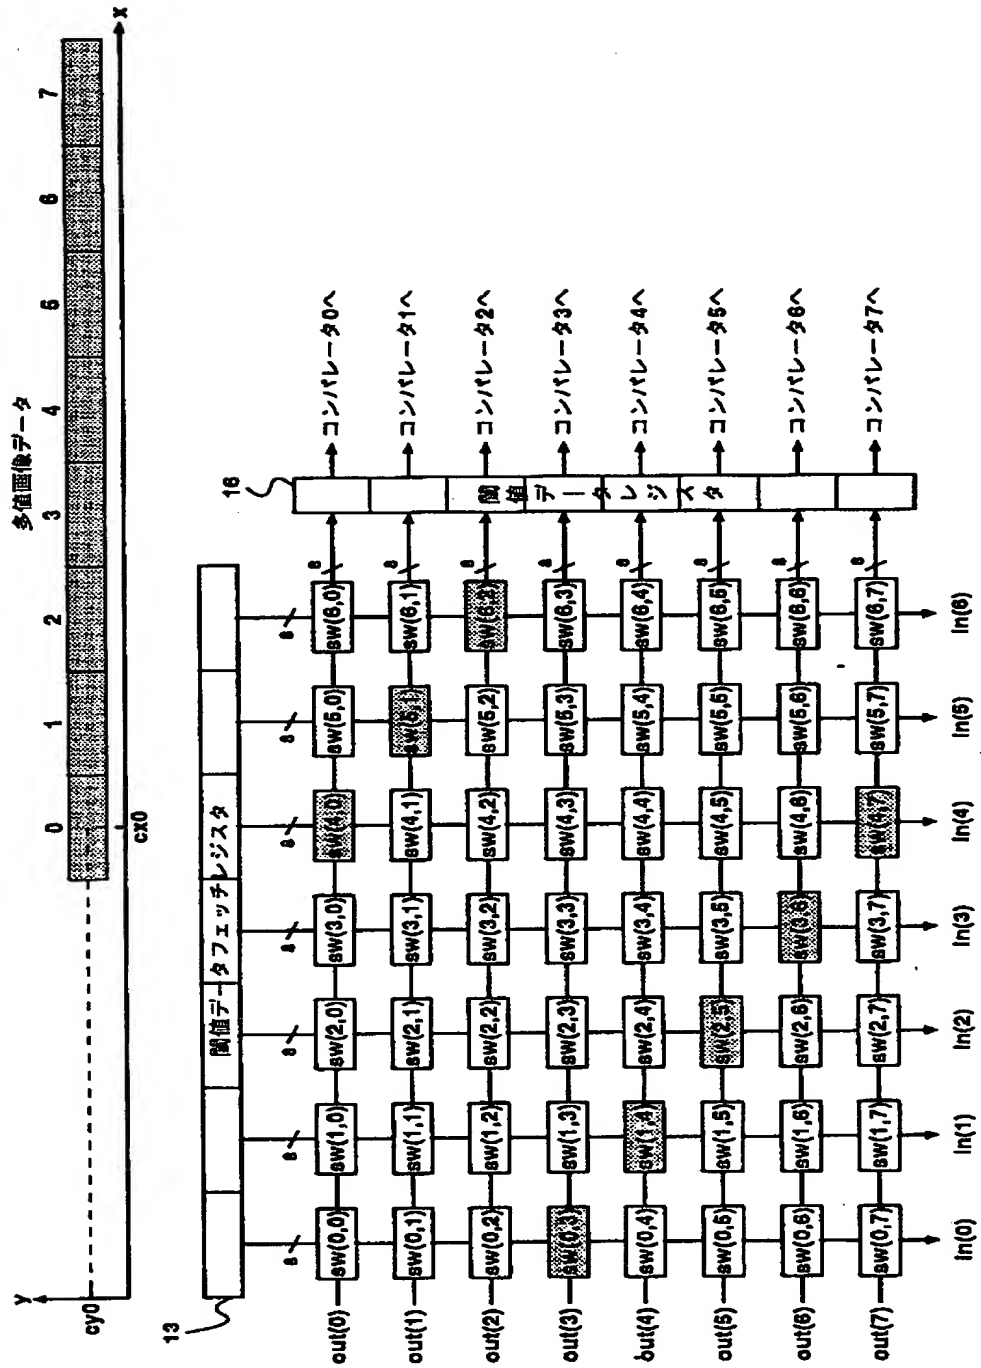 多値画像データ
0 1 2 3 4 5 6 7
y
cy0
x
cx0
13
閾値データフェッチレジスタ
8 8 8 8 8 8 8
16
閾値データレジスタ
out(0) sw(0,0) sw(1,0) sw(2,0) sw(3,0) sw(4,0) sw(5,0) sw(6,0) 8 コンパレータ0へ
out(1) sw(0,1) sw(1,1) sw(2,1) sw(3,1) sw(4,1) sw(5,1) sw(6,1) 8 コンパレータ1へ
out(2) sw(0,2) sw(1,2) sw(2,2) sw(3,2) sw(4,2) sw(5,2) sw(6,2) 8 コンパレータ2へ
out(3) sw(0,3) sw(1,3) sw(2,3) sw(3,3) sw(4,3) sw(5,3) sw(6,3) 8 コンパレータ3へ
out(4) sw(0,4) sw(1,4) sw(2,4) sw(3,4) sw(4,4) sw(5,4) sw(6,4) 8 コンパレータ4へ
out(5) sw(0,5) sw(1,5) sw(2,5) sw(3,5) sw(4,5) sw(5,5) sw(6,5) 8 コンパレータ5へ
out(6) sw(0,6) sw(1,6) sw(2,6) sw(3,6) sw(4,6) sw(5,6) sw(6,6) 8 コンパレータ6へ
out(7) sw(0,7) sw(1,7) sw(2,7) sw(3,7) sw(4,7) sw(5,7) sw(6,7) 8 コンパレータ7へ
in(0) in(1) in(2) in(3) in(4) in(5) in(6)